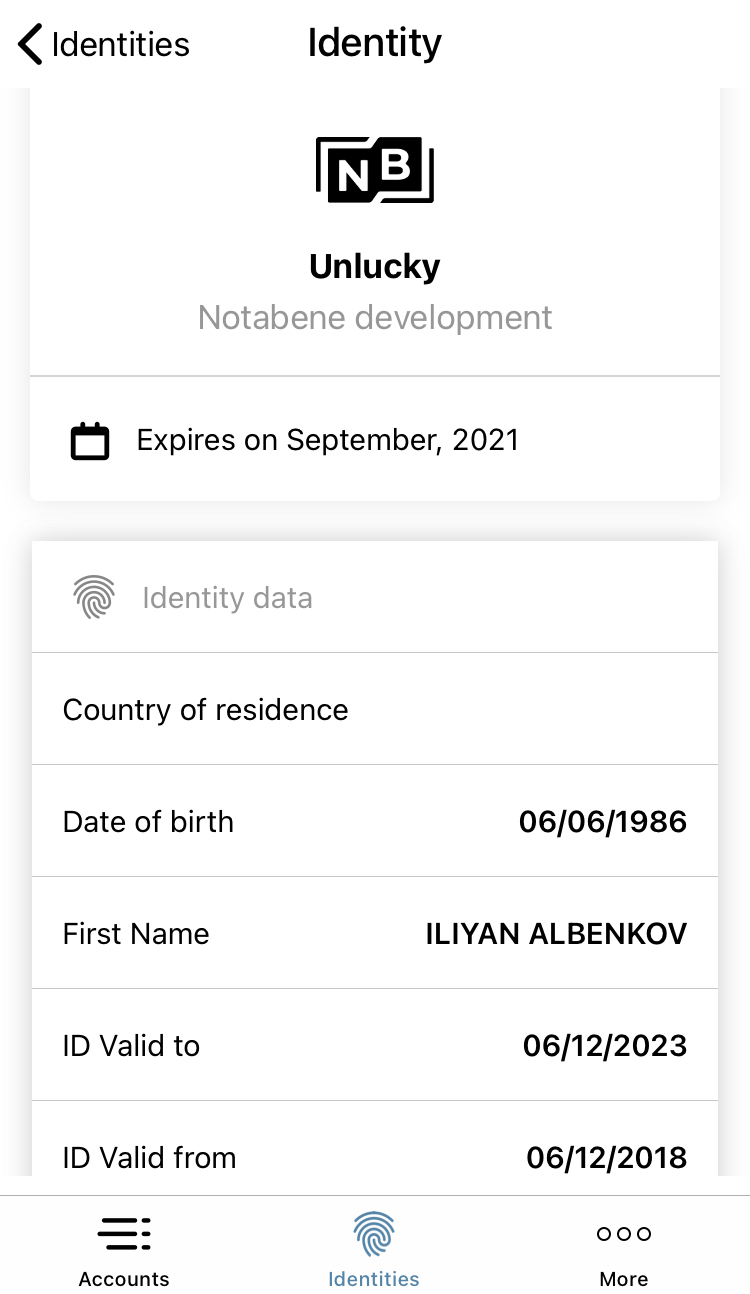 Identities
Identity
NB
Unlucky
Notabene development
Expires on September, 2021
Identity data
Country of residence
Date of birth 06/06/1986
First Name ILIYAN ALBENKOV
ID Valid to 06/12/2023
ID Valid from 06/12/2018
Accounts
Identities
More